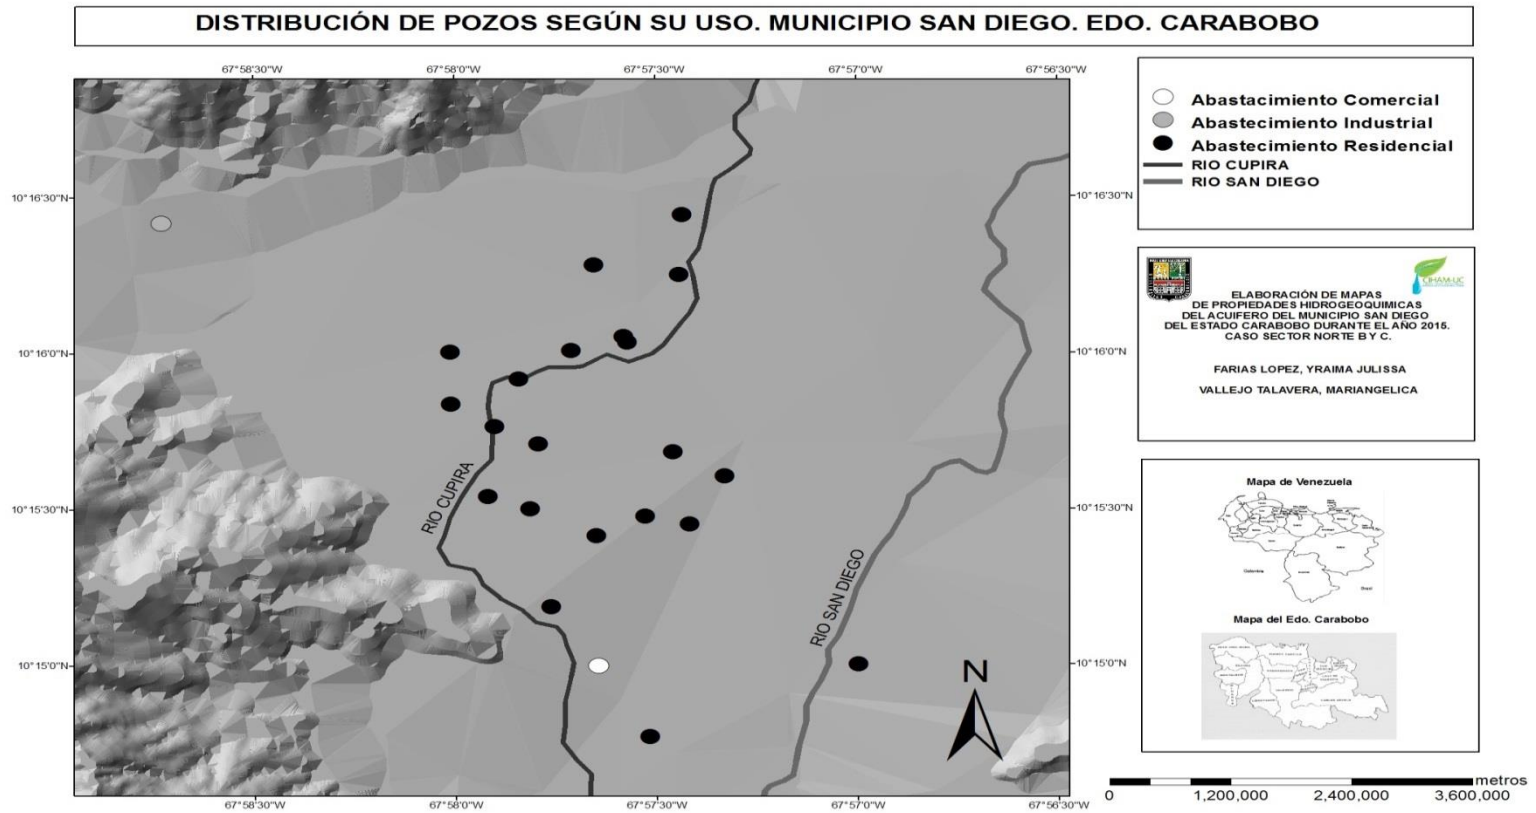 DISTRIBUCIÓN DE POZOS SEGÚN SU USO. MUNICIPIO SAN DIEGO. EDO. CARABOBO
67°58'30"W 67°58'0"W 67°57'30"W 67°57'0"W 67°56'30"W
10°16'30"N
10°16'0"N
10°15'30"N
10°15'0"N
RIO CUPIRA
RIO SAN DIEGO
N
10°16'30"N
10°16'0"N
10°15'30"N
10°15'0"N
67°58'30"W 67°58'0"W 67°57'30"W 67°57'0"W 67°56'30"W
Abastacimiento Comercial
Abastecimiento Industrial
Abastecimiento Residencial
RIO CUPIRA
RIO SAN DIEGO
CIHAM-UC
ELABORACIÓN DE MAPAS
DE PROPIEDADES HIDROGEOQUIMICAS
DEL ACUIFERO DEL MUNICIPIO SAN DIEGO
DEL ESTADO CARABOBO DURANTE EL AÑO 2015.
CASO SECTOR NORTE B Y C.
FARIAS LOPEZ, YRAIMA JULISSA
VALLEJO TALAVERA, MARIANGELICA
Mapa de Venezuela
Colombia
Brasil
Mapa del Edo. Carabobo
metros
0 1,200,000 2,400,000 3,600,000